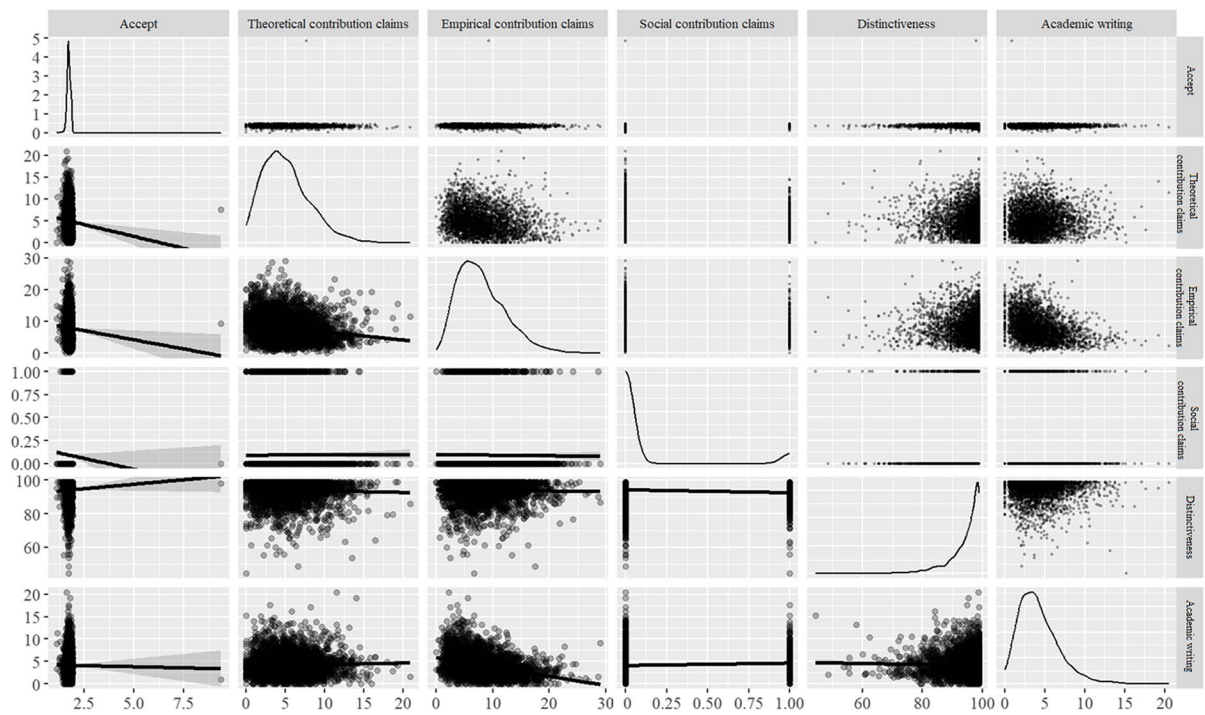 Accept Theoretical contribution claims Empirical contribution claims Social contribution claims Distinctiveness Academic writing
5
4
3
2
1
0
Accept
20
15
10
5
0
Theoretical
contribution claims
30
20
10
0
Empirical
contribution claims
1.00
0.75
0.50
0.25
0.00
Social
contribution claims
100
80
60
Distinctiveness
20
15
10
5
0
Academic writing
2.5 5.0 7.5 0 5 10 15 20 0 10 20 30 0.00 0.25 0.50 0.75 1.00 60 80 100 0 5 10 15 20